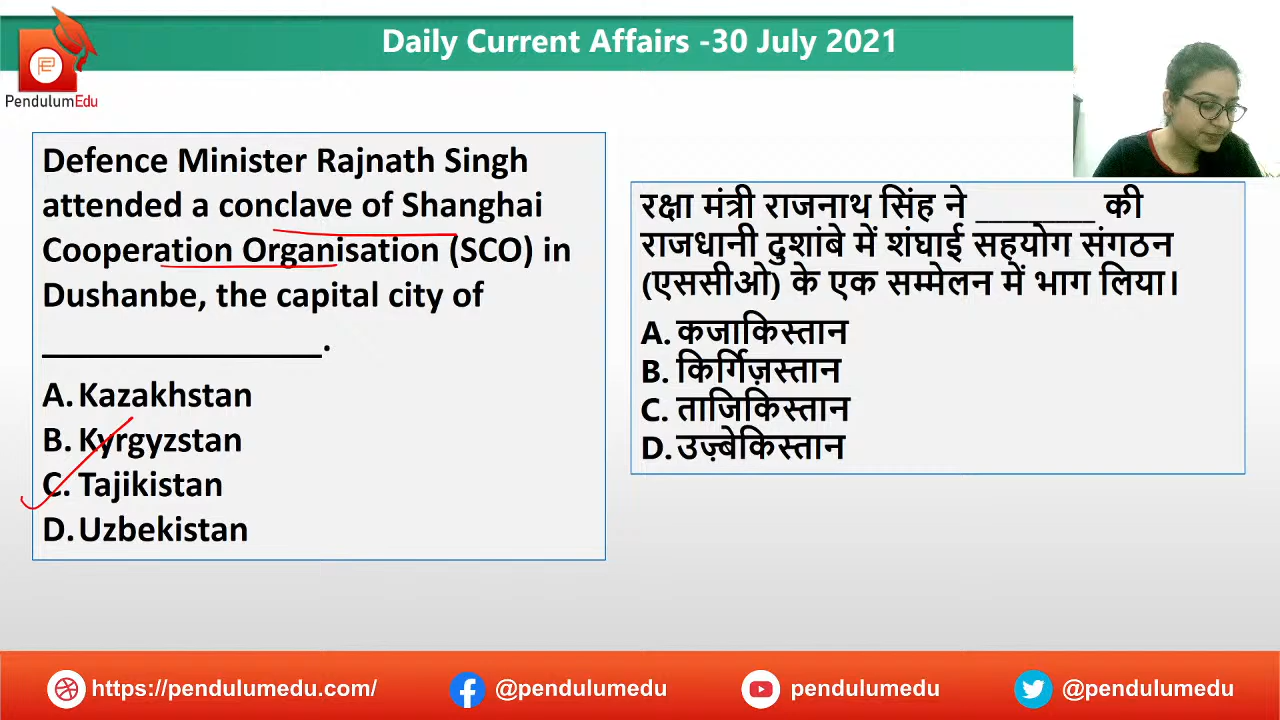 Daily Current Affairs -30 July 2021
PE
PendulumEdu
Defence Minister Rajnath Singh
attended a conclave of Shanghai
Cooperation Organisation (SCO) in
Dushanbe, the capital city of
_______________.
A. Kazakhstan
B. Kyrgyzstan
C. Tajikistan
D. Uzbekistan
रक्षा मंत्री राजनाथ सिंह ने ________ की
राजधानी दुशांबे में शंघाई सहयोग संगठन
(एससीओ) के एक सम्मेलन में भाग लिया।
A. कजाकिस्तान
B. किर्गिज़स्तान
C. ताजिकिस्तान
D. उज़्बेकिस्तान
https://pendulumedu.com/
@pendulumedu
pendulumedu
@pendulumedu